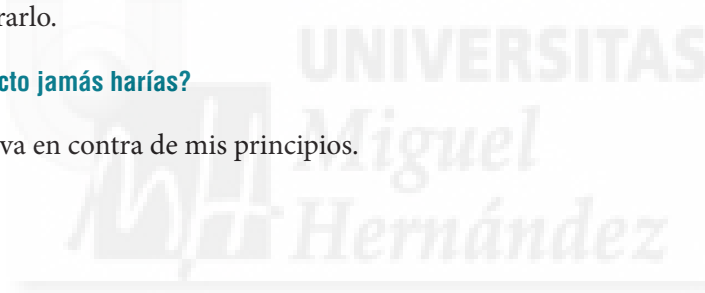 rarlo.
cto jamás harías?
va en contra de mis principios.
UNIVERSITAS
Miguel
Hernández